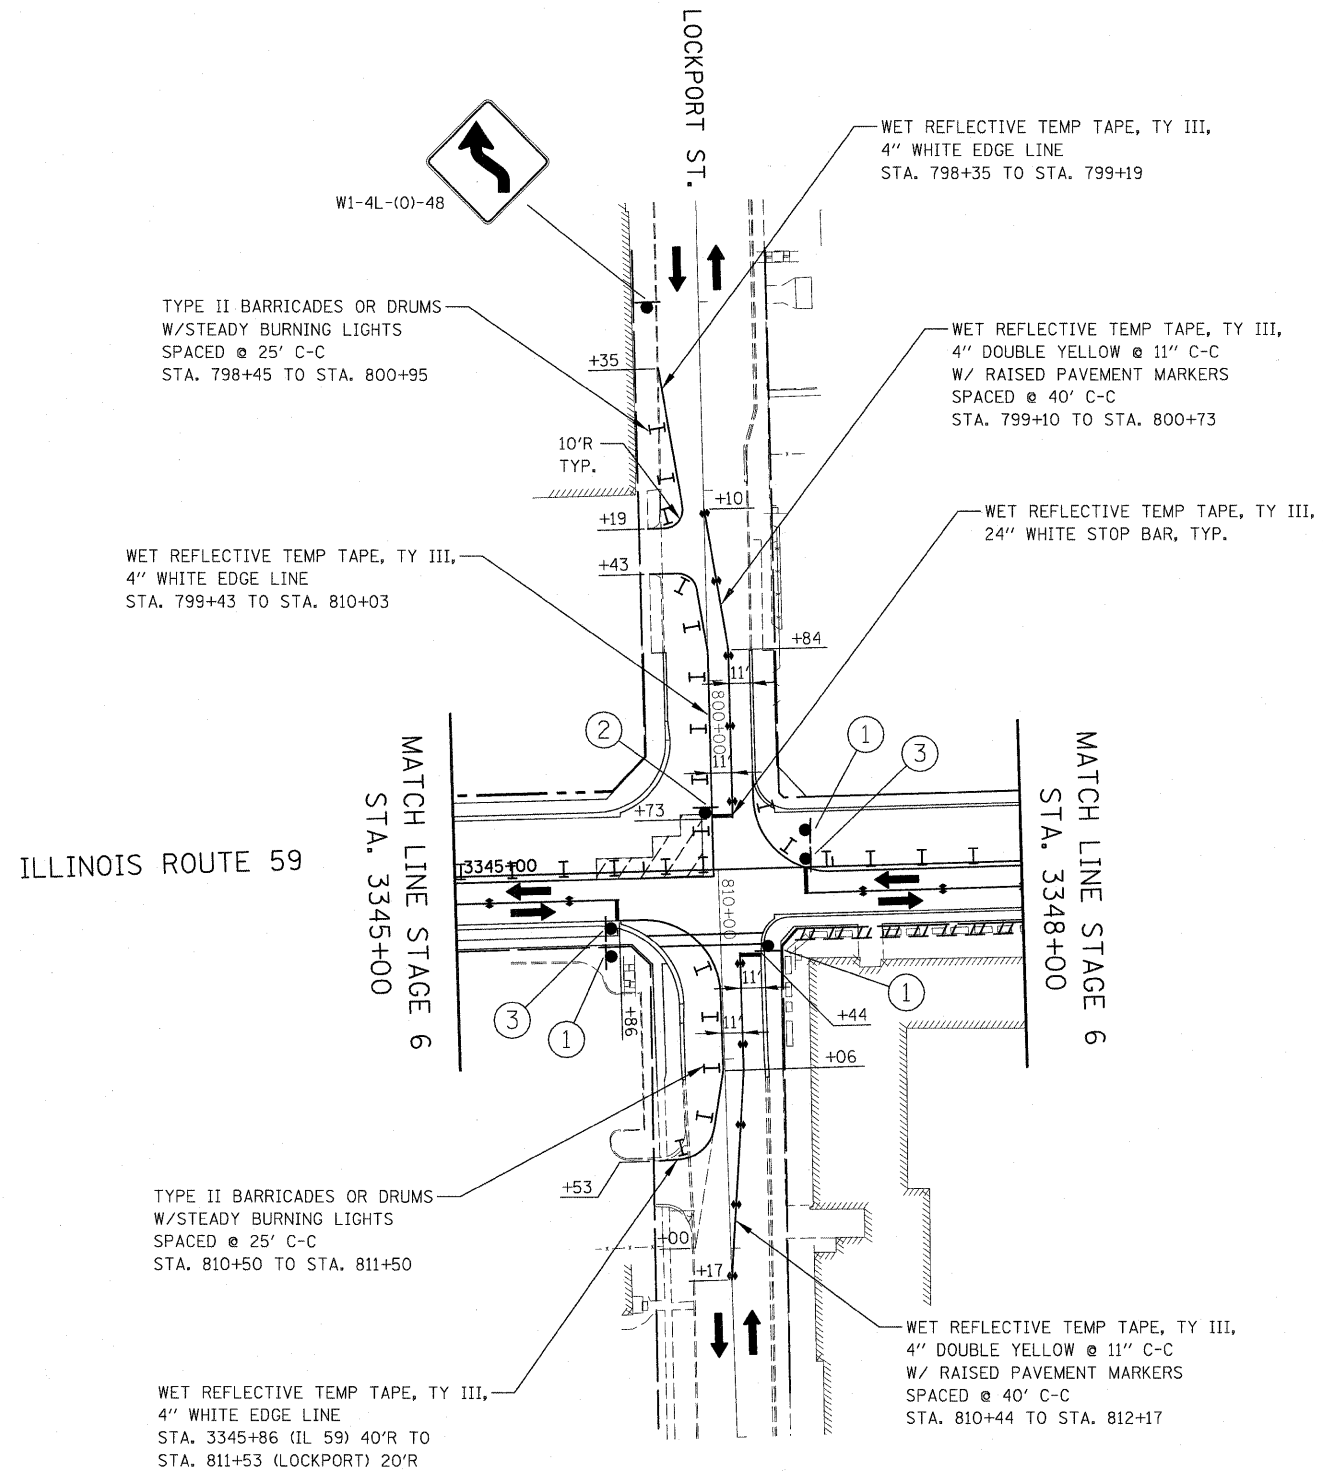 LOCKPORT ST.
W1-4L-(O)-48
WET REFLECTIVE TEMP TAPE, TY III,
4" WHITE EDGE LINE
STA. 798+35 TO STA. 799+19
TYPE II BARRICADES OR DRUMS
W/STEADY BURNING LIGHTS
SPACED @ 25' C-C
STA. 798+45 TO STA. 800+95
WET REFLECTIVE TEMP TAPE, TY III,
4" DOUBLE YELLOW @ 11" C-C
W/ RAISED PAVEMENT MARKERS
SPACED @ 40' C-C
STA. 799+10 TO STA. 800+73
+35
10'R
TYP.
+19
+10
WET REFLECTIVE TEMP TAPE, TY III,
24" WHITE STOP BAR, TYP.
WET REFLECTIVE TEMP TAPE, TY III,
4" WHITE EDGE LINE
STA. 799+43 TO STA. 810+03
+43
+84
11'
800+00
11'
2
1
3
+73
MATCH LINE STAGE 6
STA. 3345+00
MATCH LINE STAGE 6
STA. 3348+00
ILLINOIS ROUTE 59
3345+00
810+00
3
1
+86
11'
11'
1
+44
+06
TYPE II BARRICADES OR DRUMS
W/STEADY BURNING LIGHTS
SPACED @ 25' C-C
STA. 810+50 TO STA. 811+50
+53
+00
+17
WET REFLECTIVE TEMP TAPE, TY III,
4" DOUBLE YELLOW @ 11" C-C
W/ RAISED PAVEMENT MARKERS
SPACED @ 40' C-C
STA. 810+44 TO STA. 812+17
WET REFLECTIVE TEMP TAPE, TY III,
4" WHITE EDGE LINE
STA. 3345+86 (IL 59) 40'R TO
STA. 811+53 (LOCKPORT) 20'R